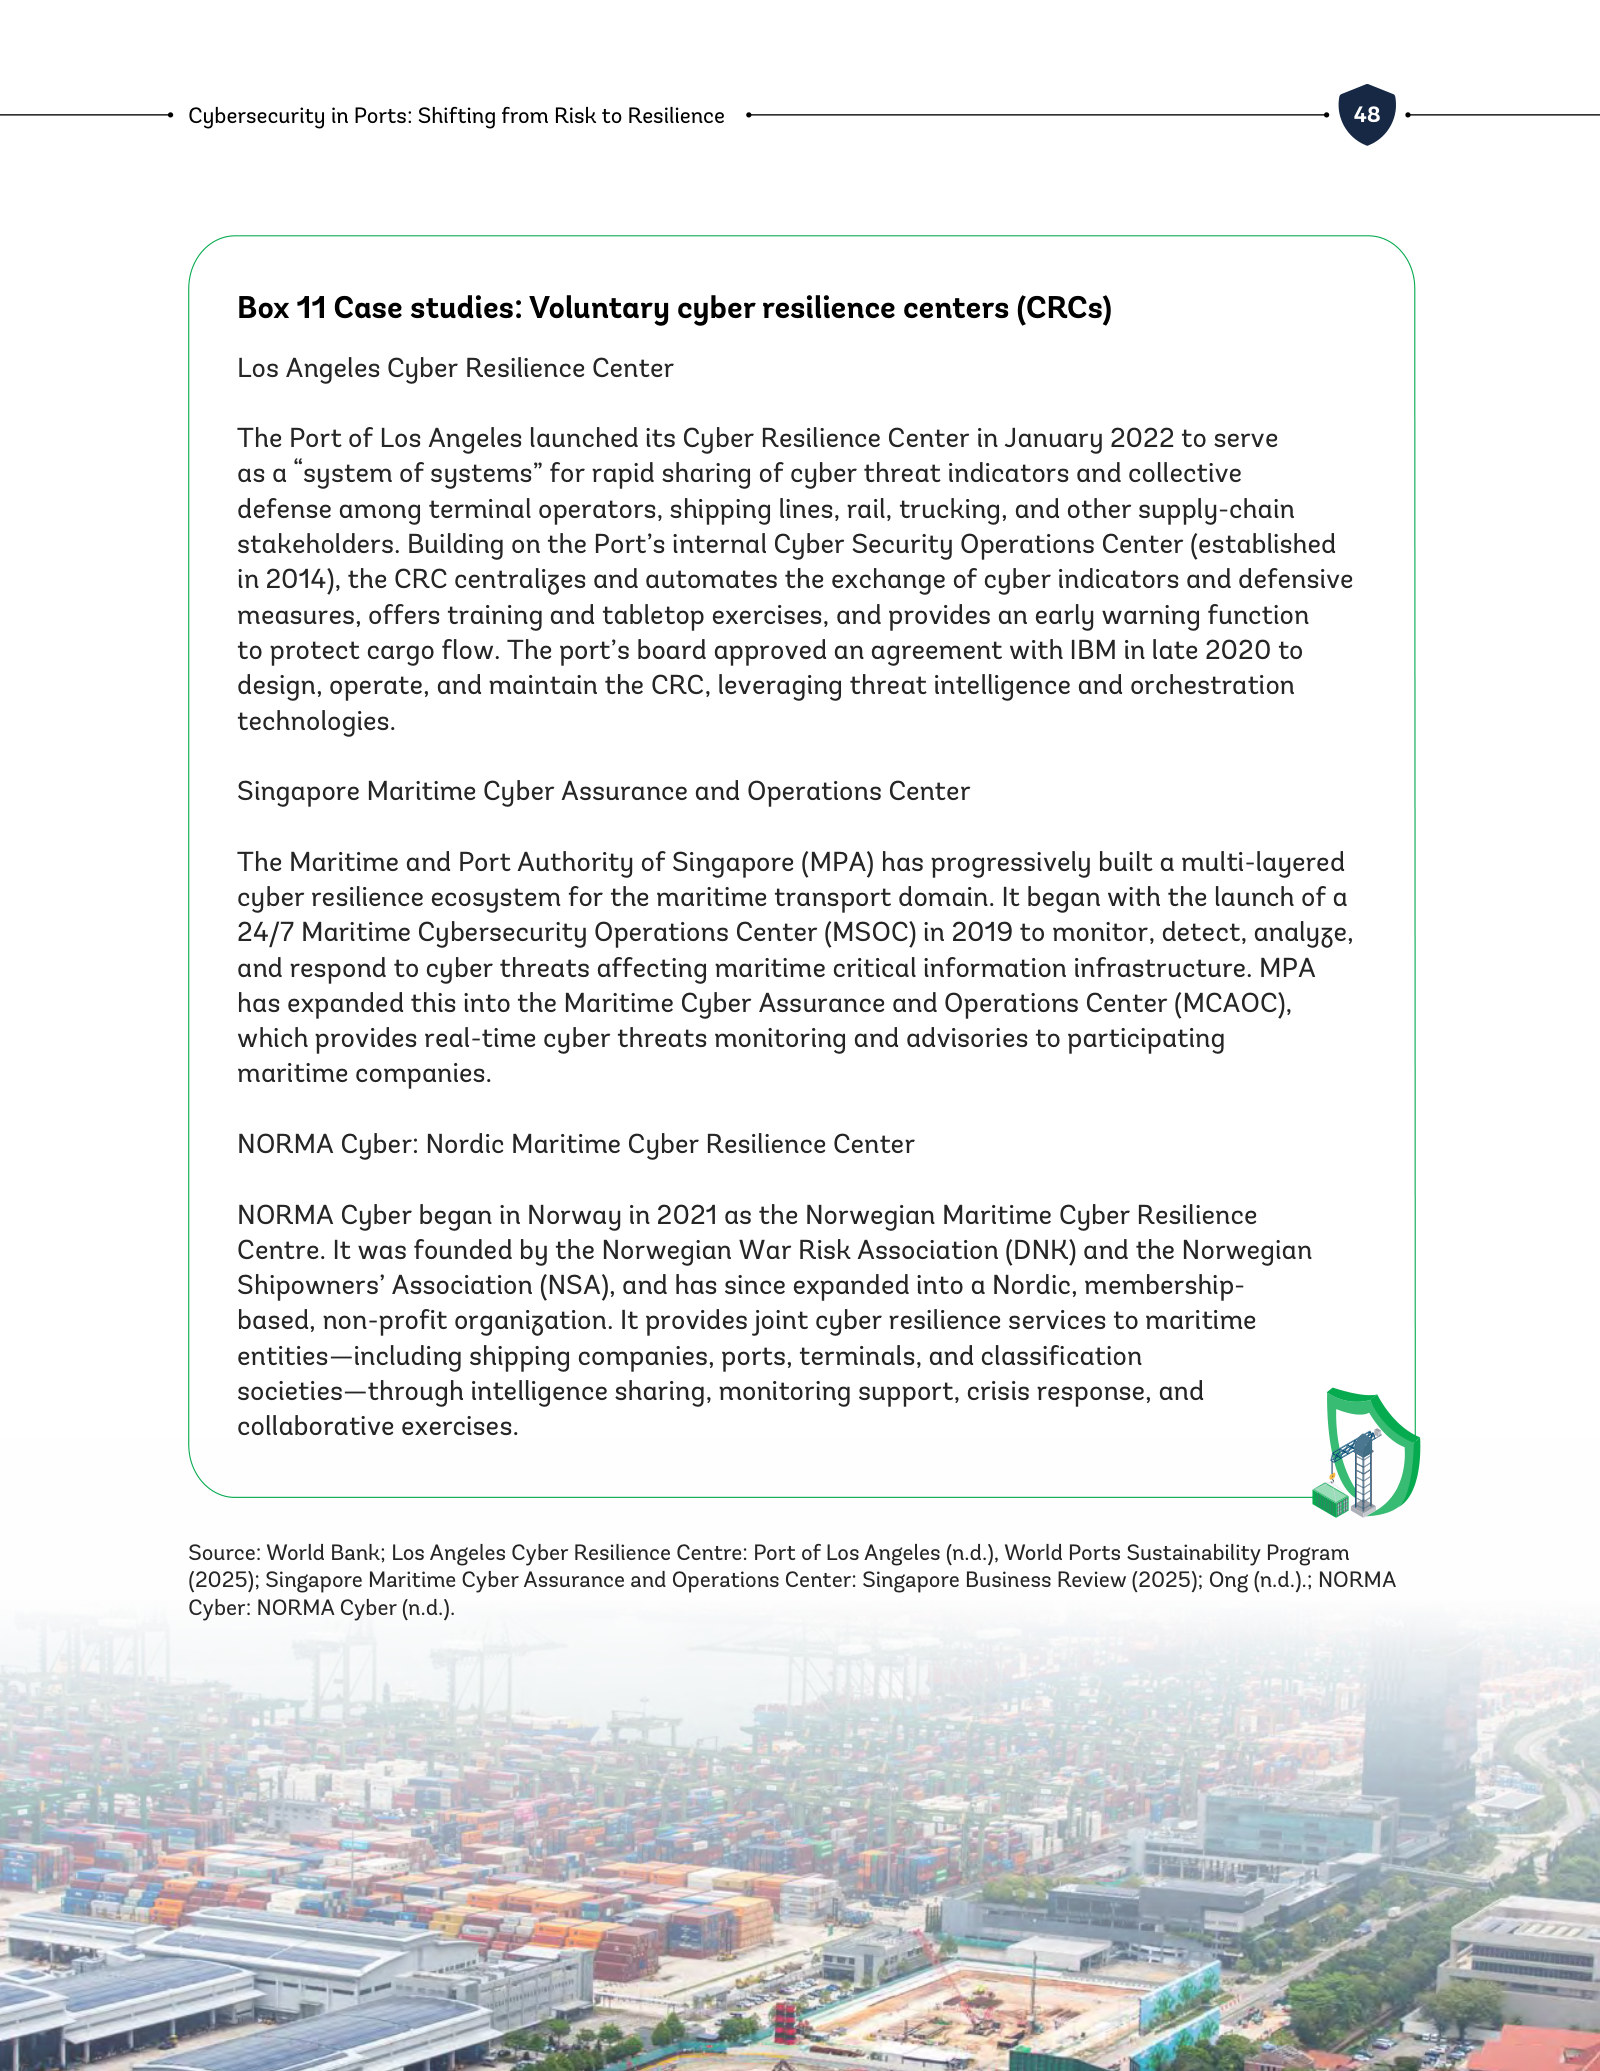 Cybersecurity in Ports: Shifting from Risk to Resilience
48
Box 11 Case studies: Voluntary cyber resilience centers (CRCs)
Los Angeles Cyber Resilience Center
The Port of Los Angeles launched its Cyber Resilience Center in January 2022 to serve
as a “system of systems” for rapid sharing of cyber threat indicators and collective
defense among terminal operators, shipping lines, rail, trucking, and other supply-chain
stakeholders. Building on the Port’s internal Cyber Security Operations Center (established
in 2014), the CRC centralizes and automates the exchange of cyber indicators and defensive
measures, offers training and tabletop exercises, and provides an early warning function
to protect cargo flow. The port’s board approved an agreement with IBM in late 2020 to
design, operate, and maintain the CRC, leveraging threat intelligence and orchestration
technologies.
Singapore Maritime Cyber Assurance and Operations Center
The Maritime and Port Authority of Singapore (MPA) has progressively built a multi-layered
cyber resilience ecosystem for the maritime transport domain. It began with the launch of a
24/7 Maritime Cybersecurity Operations Center (MSOC) in 2019 to monitor, detect, analyze,
and respond to cyber threats affecting maritime critical information infrastructure. MPA
has expanded this into the Maritime Cyber Assurance and Operations Center (MCAOC),
which provides real-time cyber threats monitoring and advisories to participating
maritime companies.
NORMA Cyber: Nordic Maritime Cyber Resilience Center
NORMA Cyber began in Norway in 2021 as the Norwegian Maritime Cyber Resilience
Centre. It was founded by the Norwegian War Risk Association (DNK) and the Norwegian
Shipowners’ Association (NSA), and has since expanded into a Nordic, membership-
based, non-profit organization. It provides joint cyber resilience services to maritime
entities—including shipping companies, ports, terminals, and classification
societies—through intelligence sharing, monitoring support, crisis response, and
collaborative exercises.
Source: World Bank; Los Angeles Cyber Resilience Centre: Port of Los Angeles (n.d.), World Ports Sustainability Program
(2025); Singapore Maritime Cyber Assurance and Operations Center: Singapore Business Review (2025); Ong (n.d.).; NORMA
Cyber: NORMA Cyber (n.d.).